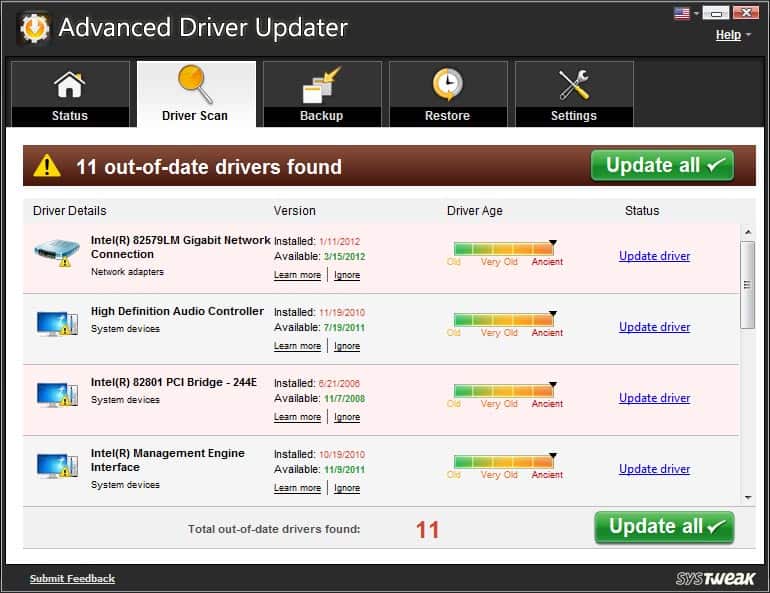 Advanced Driver Updater
Help
Status
Driver Scan
Backup
Restore
Settings
11 out-of-date drivers found
Update all
Driver Details
Version
Driver Age
Status
Intel(R) 82579LM Gigabit Network
Connection
Network adapters
Installed: 1/11/2012
Available: 3/15/2012
Learn more | Ignore
Old Very Old Ancient
Update driver
High Definition Audio Controller
System devices
Installed: 11/19/2010
Available: 7/19/2011
Learn more | Ignore
Old Very Old Ancient
Update driver
Intel(R) 82801 PCI Bridge - 244E
System devices
Installed: 6/21/2006
Available: 11/7/2008
Learn more | Ignore
Old Very Old Ancient
Update driver
Intel(R) Management Engine
Interface
System devices
Installed: 10/19/2010
Available: 11/9/2011
Learn more | Ignore
Old Very Old Ancient
Update driver
Total out-of-date drivers found:
11
Update all
Submit Feedback
SYSTWEAK